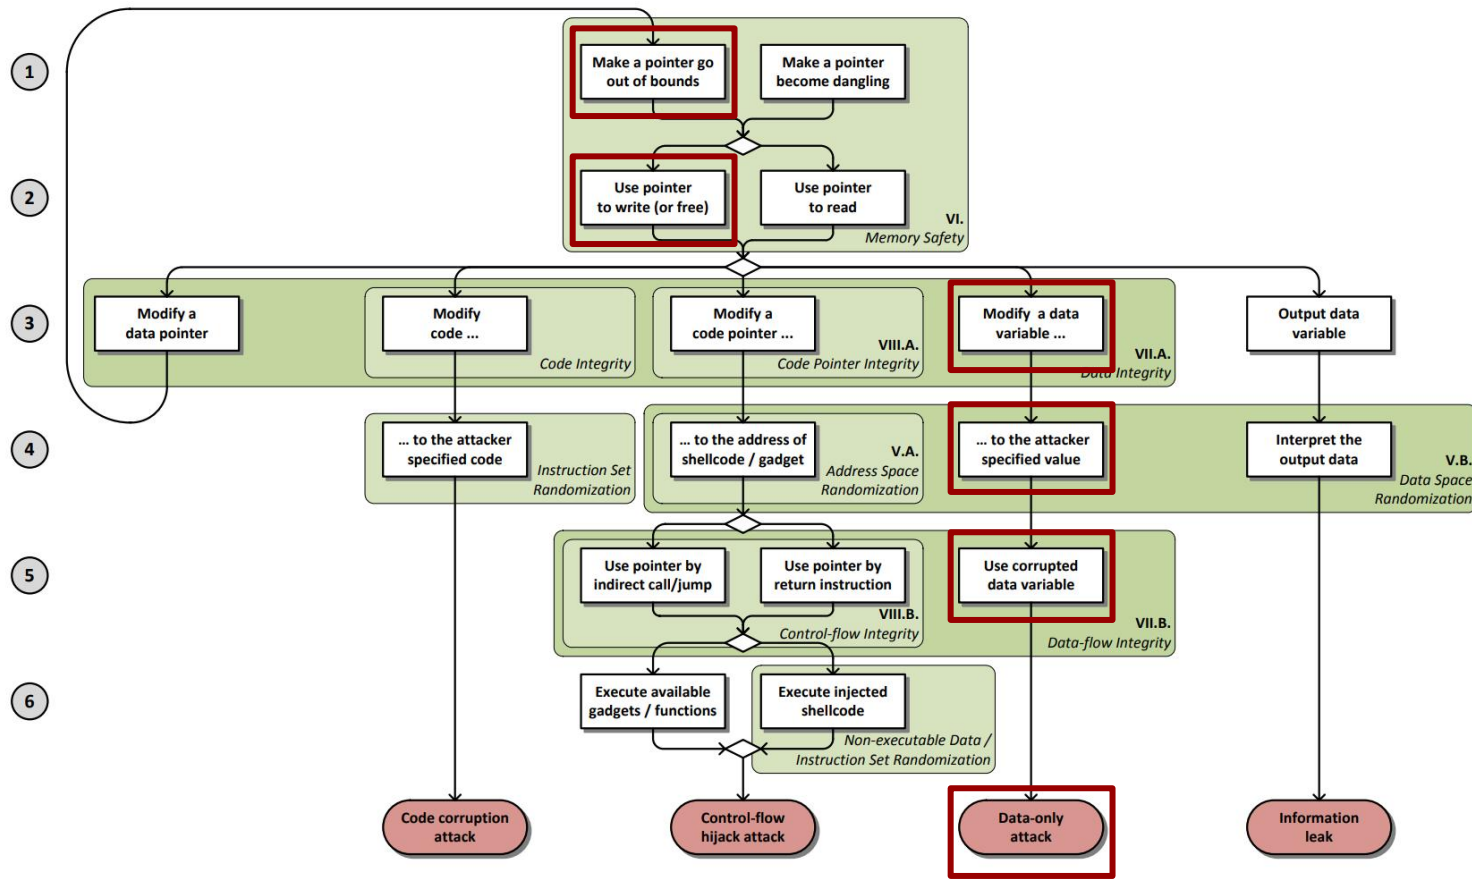 1
Make a pointer go
out of bounds
Make a pointer
become dangling
2
Use pointer
to write (or free)
Use pointer
to read
VI.
Memory Safety
3
Modify a
data pointer
Modify
code ...
Code Integrity
Modify a
code pointer ...
VIII.A.
Code Pointer Integrity
Modify a data
variable ...
VII.A.
Data Integrity
Output data
variable
4
... to the attacker
specified code
Instruction Set
Randomization
... to the address of
shellcode / gadget
V.A.
Address Space
Randomization
... to the attacker
specified value
Interpret the
output data
V.B.
Data Space
Randomization
5
Use pointer by
indirect call/jump
Use pointer by
return instruction
VIII.B.
Control-flow Integrity
Use corrupted
data variable
VII.B.
Data-flow Integrity
6
Execute available
gadgets / functions
Execute injected
shellcode
Non-executable Data /
Instruction Set Randomization
Code corruption
attack
Control-flow
hijack attack
Data-only
attack
Information
leak